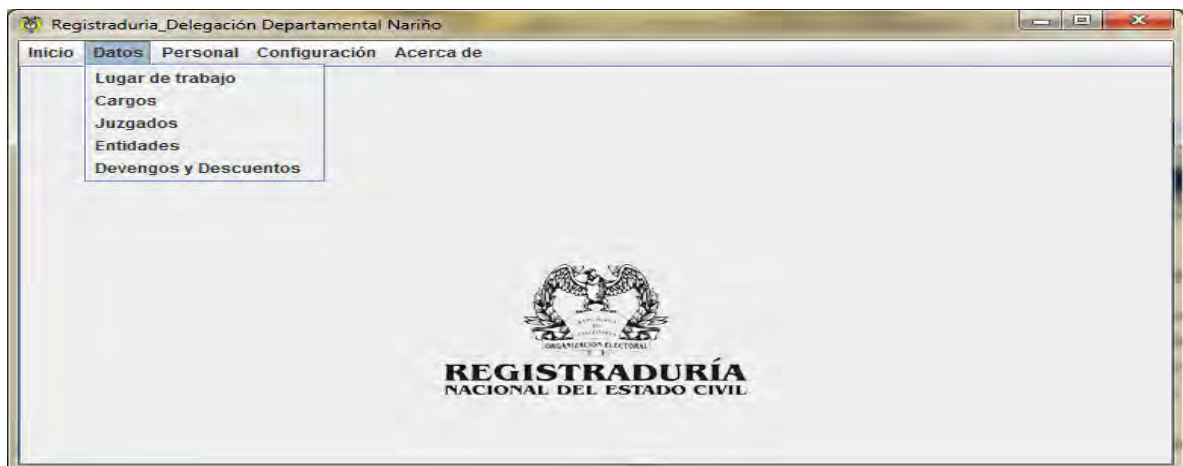 Registraduria_Delegación Departamental Nariño
Inicio Datos Personal Configuración Acerca de
Lugar de trabajo
Cargos
Juzgados
Entidades
Devengos y Descuentos
ORGANIZACION ELECTORAL
REGISTRADURÍA
NACIONAL DEL ESTADO CIVIL